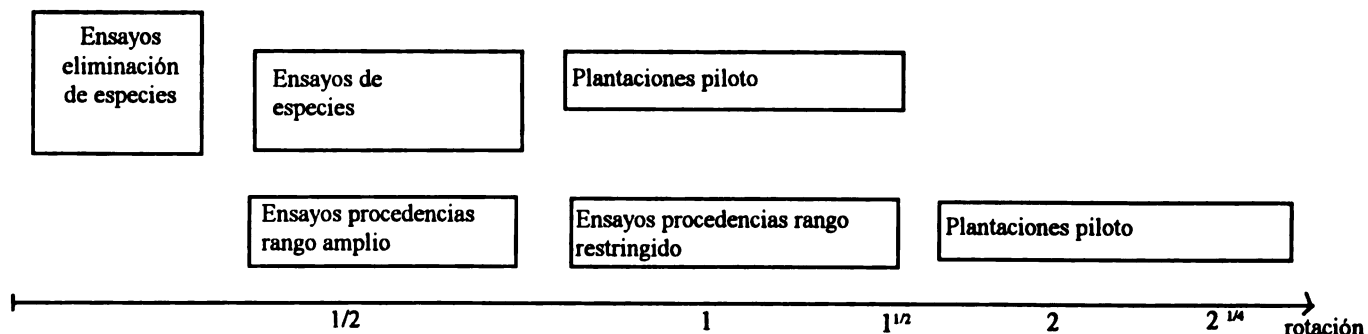 Ensayos
eliminación
de especies
Ensayos de
especies
Plantaciones piloto
Ensayos procedencias
rango amplio
Ensayos procedencias rango
restringido
Plantaciones piloto
1/2
1
1 1/2
2
2 1/4
rotación